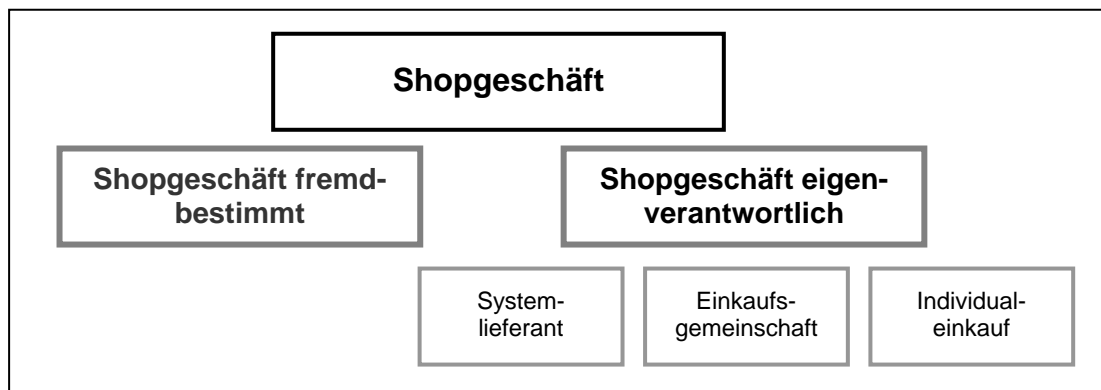 Shopgeschäft
Shopgeschäft fremd-
bestimmt
Shopgeschäft eigen-
verantwortlich
System-
lieferant
Einkaufs-
gemeinschaft
Individual-
einkauf